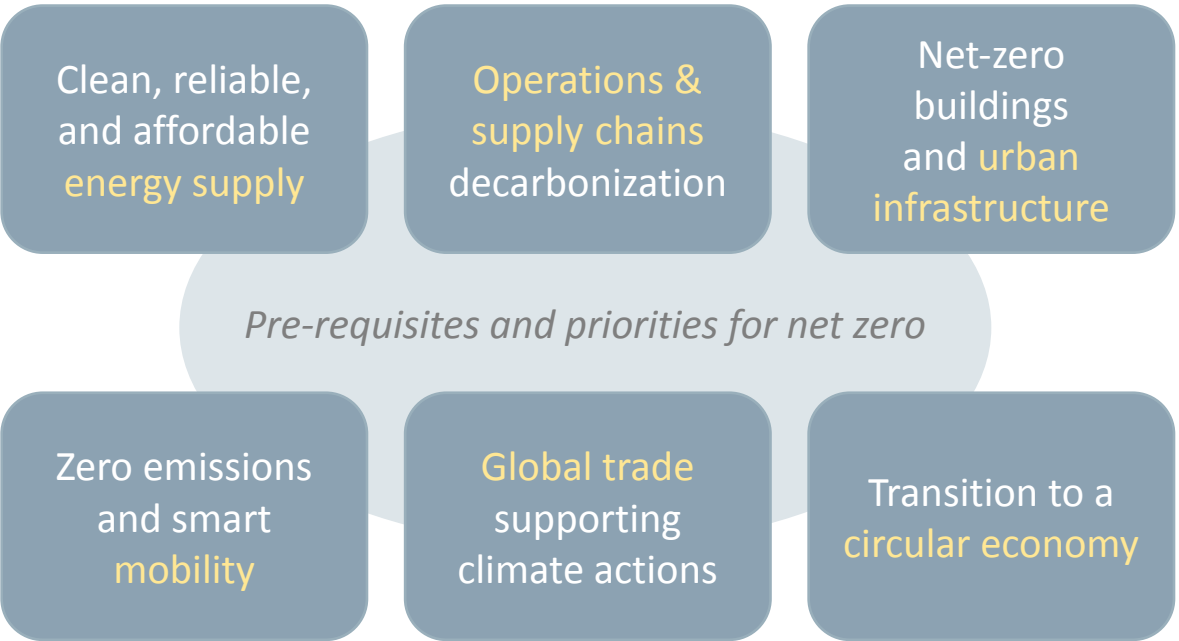 Clean, reliable,
and affordable
energy supply
Operations &
supply chains
decarbonization
Net-zero
buildings
and urban
infrastructure
Pre-requisites and priorities for net zero
Zero emissions
and smart
mobility
Global trade
supporting
climate actions
Transition to a
circular economy